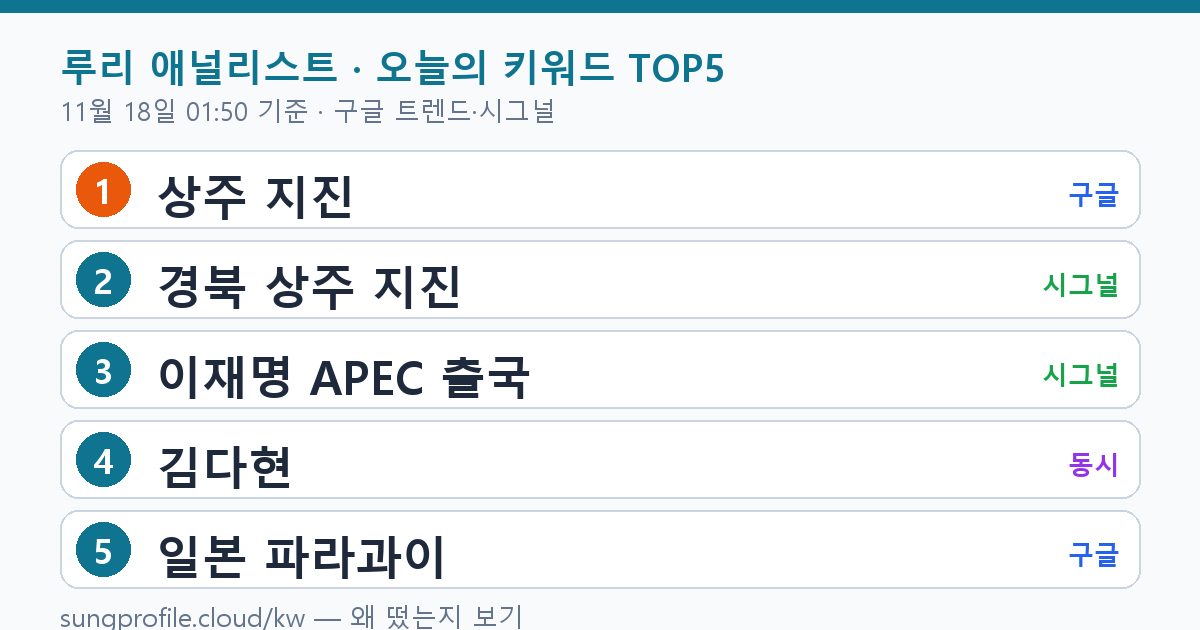 루리 애널리스트 · 오늘의 키워드 TOP5
11월 18일 01:50 기준 · 구글 트렌드·시그널
1 상주 지진 구글
2 경북 상주 지진 시그널
3 이재명 APEC 출국 시그널
4 김다현 동시
5 일본 파라과이 구글
sungprofile.cloud/kw — 왜 떴는지 보기